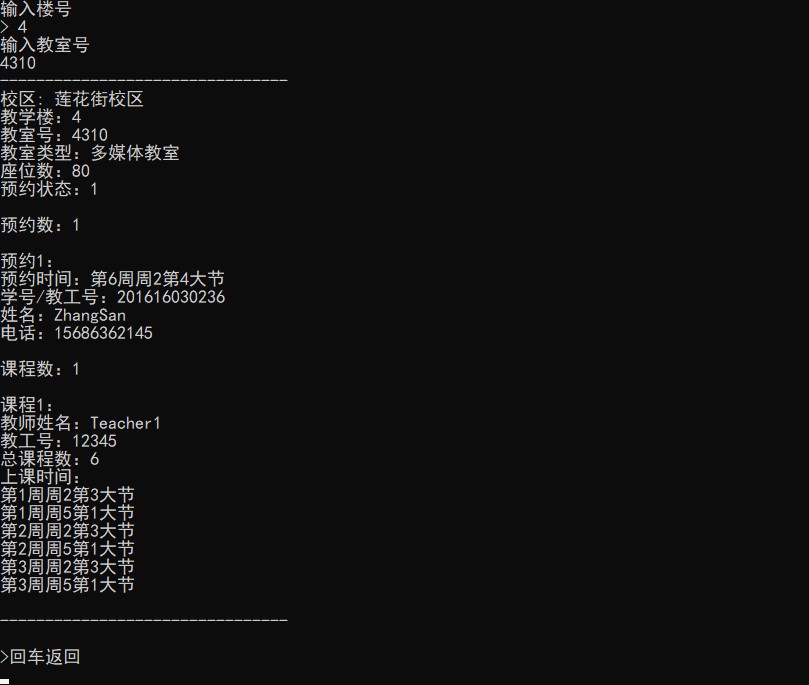 输入楼号
> 4
输入教室号
4310
--------------------------------
校区: 莲花街校区
教学楼：4
教室号：4310
教室类型：多媒体教室
座位数：80
预约状态：1
预约数：1
预约1：
预约时间：第6周周2第4大节
学号/教工号：201616030236
姓名：ZhangSan
电话：15686362145
课程数：1
课程1：
教师姓名：Teacher1
教工号：12345
总课程数：6
上课时间：
第1周周2第3大节
第1周周5第1大节
第2周周2第3大节
第2周周5第1大节
第3周周2第3大节
第3周周5第1大节
--------------------------------
>回车返回